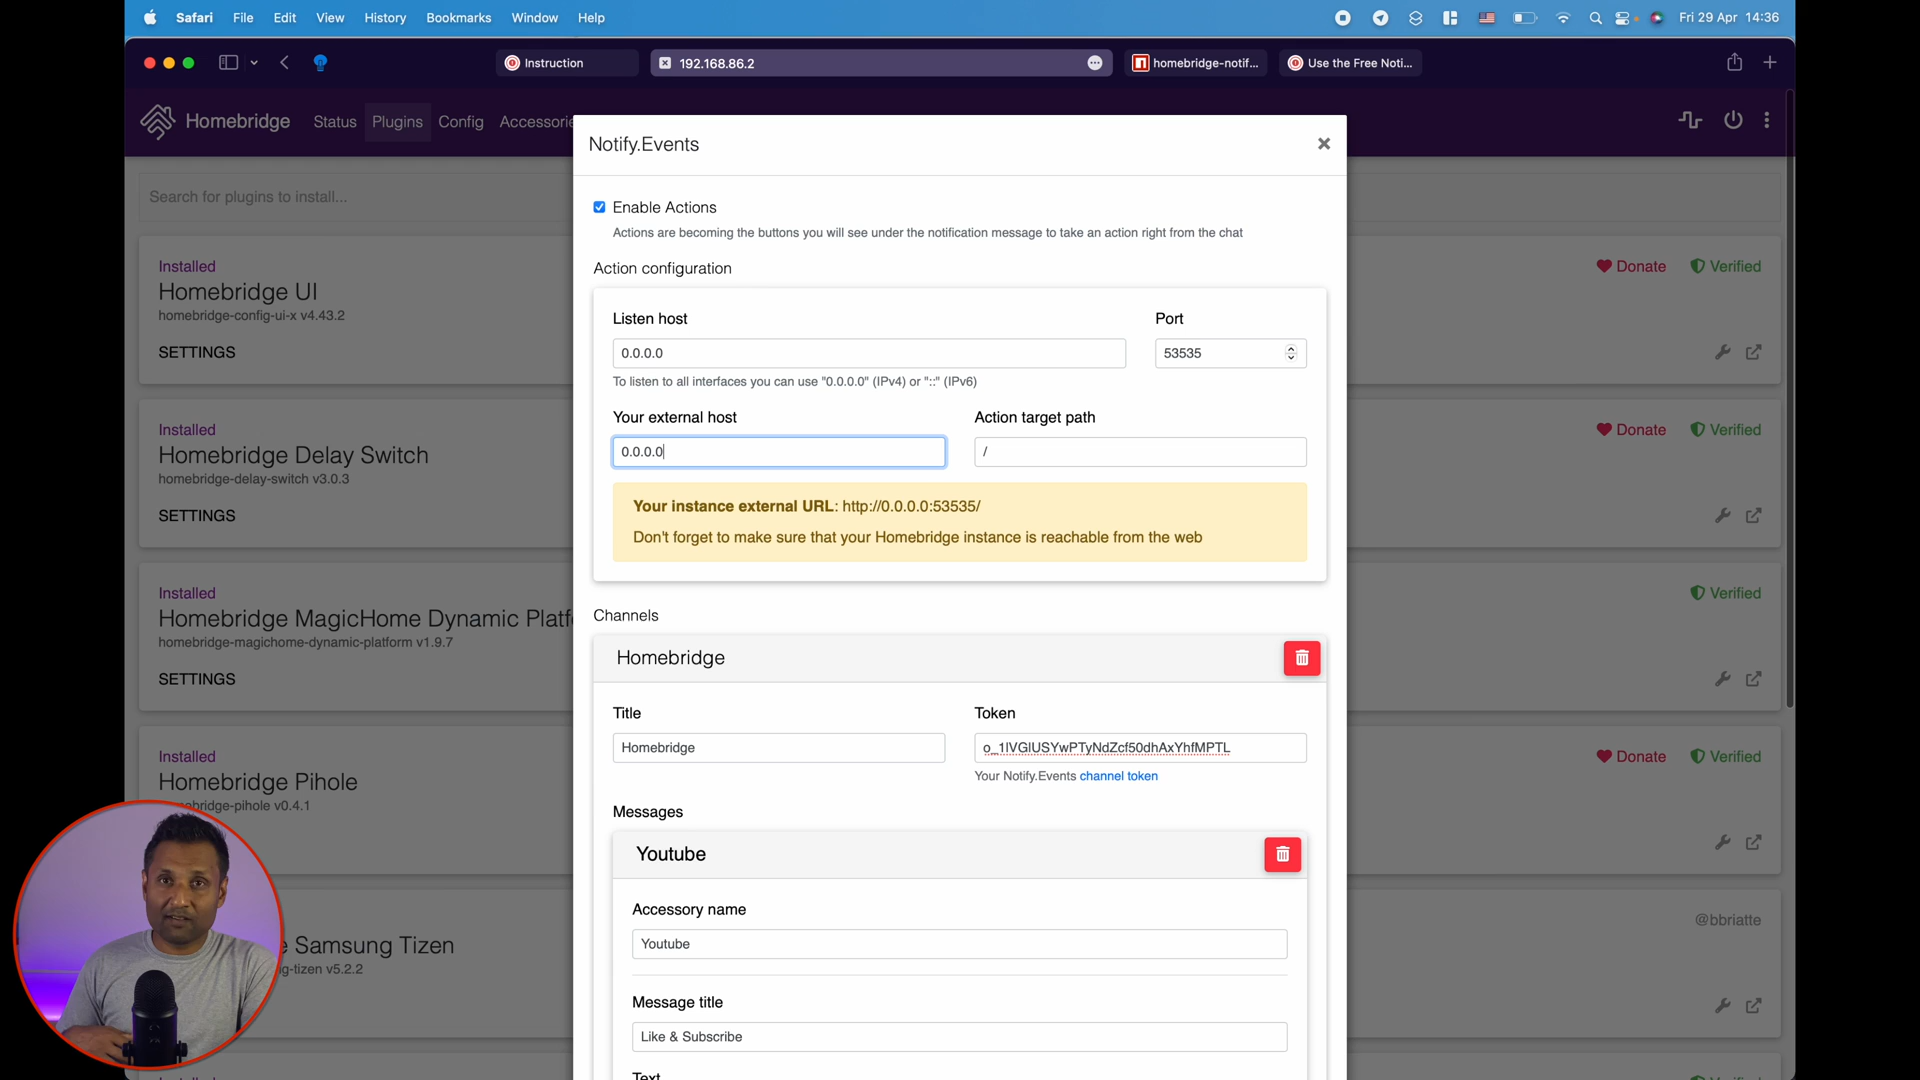 Safari File Edit View History Bookmarks Window Help Fri 29 Apr 14:36
Instruction 192.168.86.2 homebridge-notif... Use the Free Noti...
Homebridge Status Plugins Config Accessorie
Notify.Events
Search for plugins to install...
Enable Actions
Actions are becoming the buttons you will see under the notification message to take an action right from the chat
Action configuration
Installed
Donate Verified
Homebridge UI
homebridge-config-ui-x v4.43.2
SETTINGS
Listen host Port
0.0.0.0 53535
To listen to all interfaces you can use "0.0.0.0" (IPv4) or "::" (IPv6)
Your external host Action target path
0.0.0.0 /
Installed
Donate Verified
Homebridge Delay Switch
homebridge-delay-switch v3.0.3
SETTINGS
Your instance external URL: http://0.0.0.0:53535/
Don't forget to make sure that your Homebridge instance is reachable from the web
Installed
Verified
Homebridge MagicHome Dynamic Platf
homebridge-magichome-dynamic-platform v1.9.7
SETTINGS
Channels
Homebridge
Title Token
Homebridge o_1lVGlUSYwPTyNdZcf50dhAxYhfMPTL
Your Notify.Events channel token
Installed
Donate Verified
Homebridge Pihole
mebridge-pihole v0.4.1
Messages
Youtube
Accessory name
Youtube
@bbriatte
e Samsung Tizen
g-tizen v5.2.2
Message title
Like & Subscribe
Text